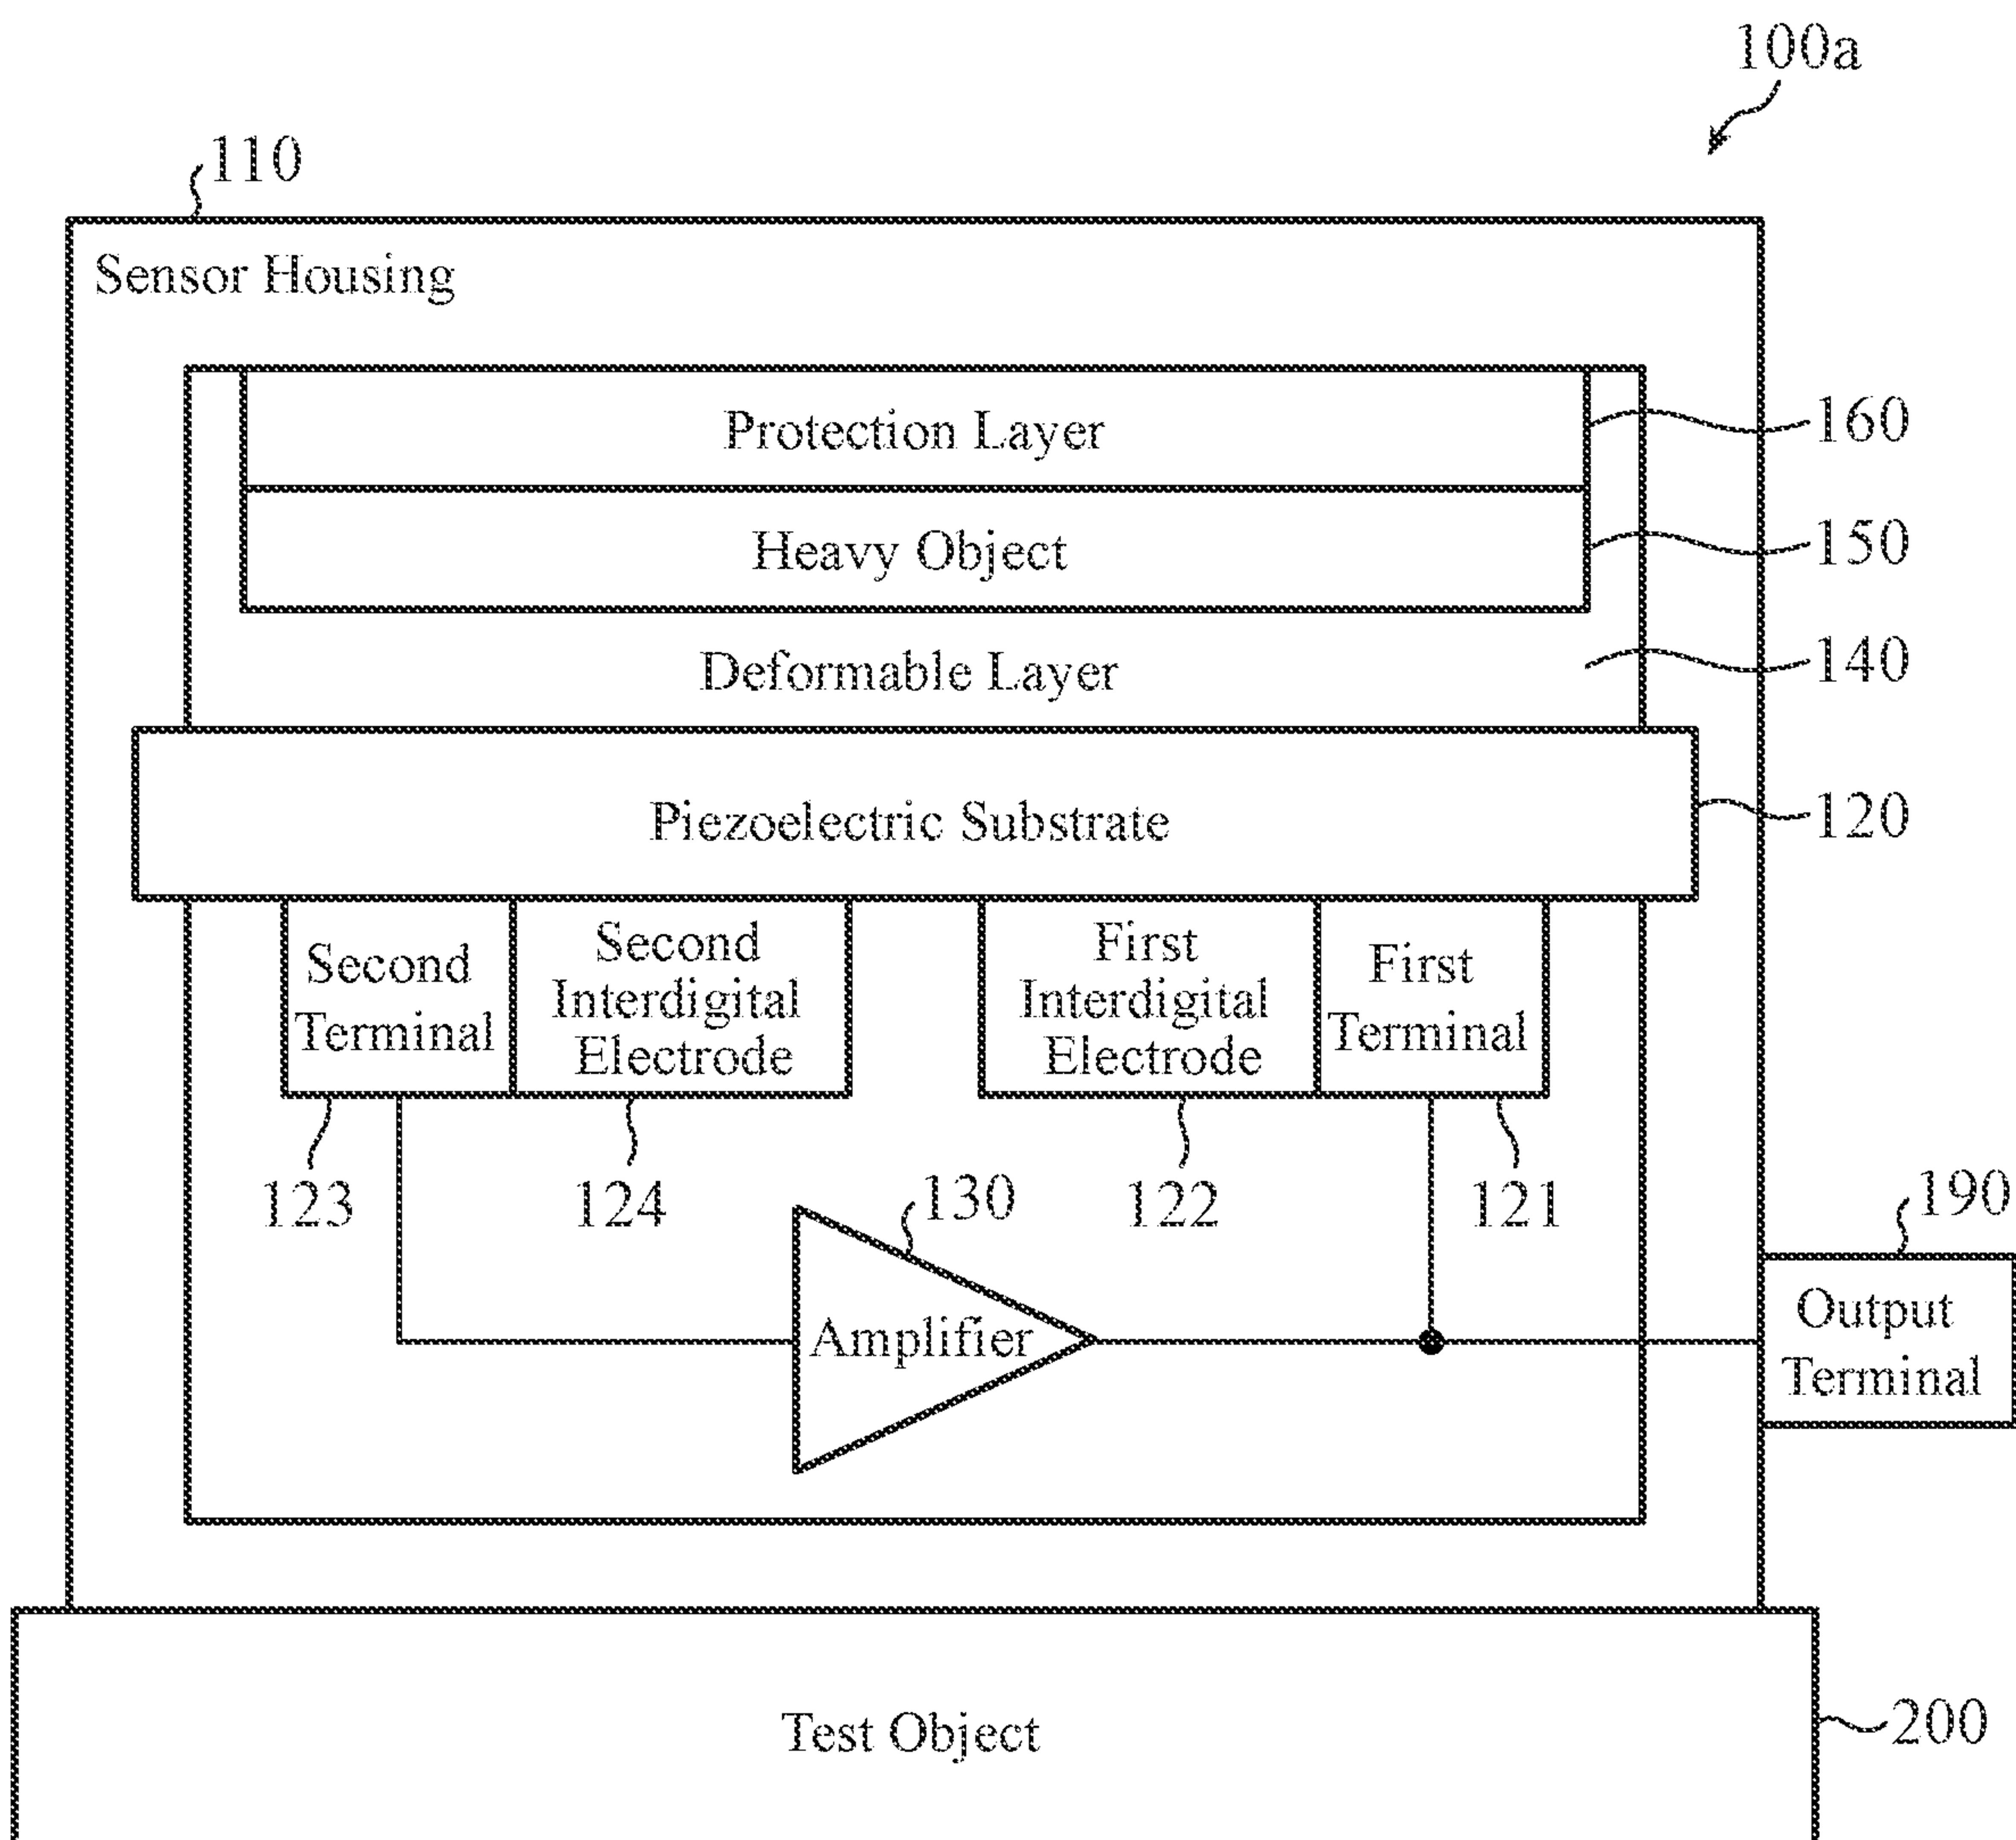 100a
110
Sensor Housing
Protection Layer
160
Heavy Object
150
Deformable Layer
140
Piezoelectric Substrate
120
Second
Terminal
Second
Interdigital
Electrode
First
Interdigital
Electrode
First
Terminal
123
124
130
122
121
190
Amplifier
Output
Terminal
Test Object
200